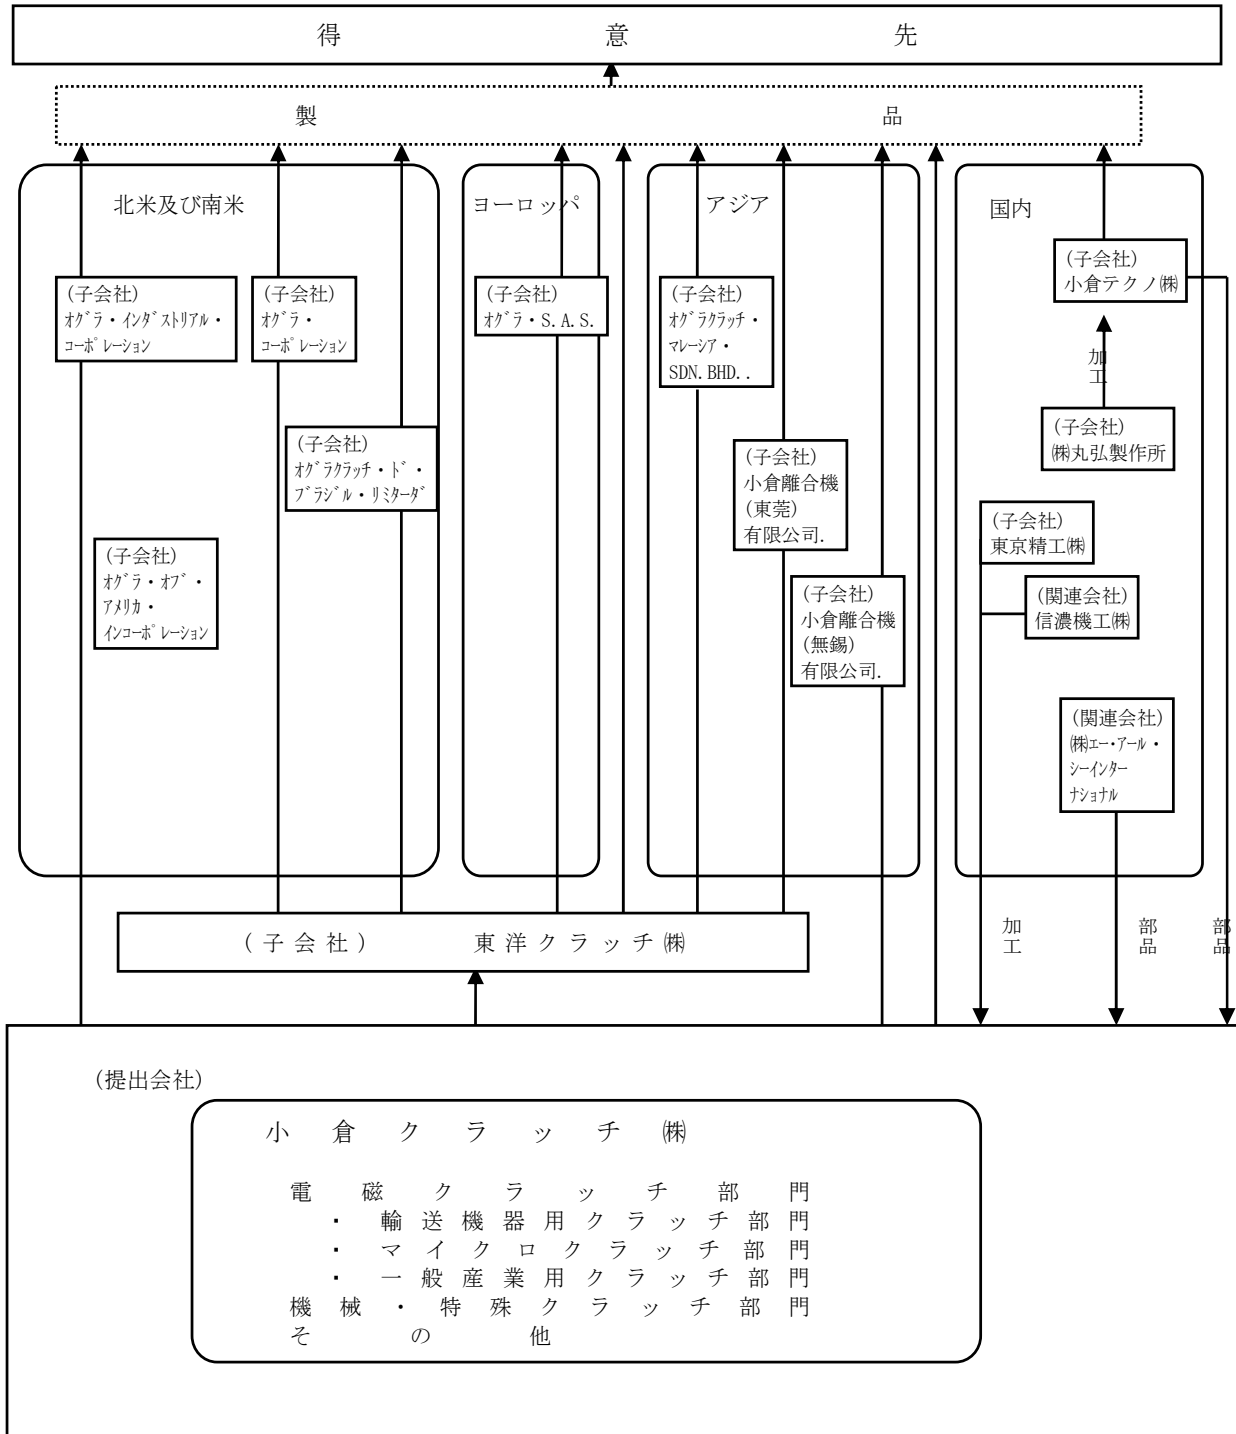 得意先
製品
北米及び南米
ヨーロッパ
アジア
国内
(子会社)
小倉テクノ㈱
(子会社)
ｵｸﾞﾗ・ｲﾝﾀﾞｽﾄﾘｱﾙ・
ｺｰﾎﾟﾚｰｼｮﾝ
(子会社)
ｵｸﾞﾗ・
ｺｰﾎﾟﾚｰｼｮﾝ
(子会社)
ｵｸﾞﾗ・S.A.S.
(子会社)
ｵｸﾞﾗｸﾗｯﾁ・
ﾏﾚｰｼｱ・
SDN.BHD..
加工
(子会社)
㈱丸弘製作所
(子会社)
ｵｸﾞﾗｸﾗｯﾁ・ﾄﾞ・
ﾌﾞﾗｼﾞﾙ・ﾘﾐﾀｰﾀﾞ
(子会社)
小倉離合機
(東莞)
有限公司.
(子会社)
東京精工㈱
(子会社)
ｵｸﾞﾗ・ｵﾌﾞ・
ｱﾒﾘｶ・
ｲﾝｺｰﾎﾟﾚｰｼｮﾝ
(子会社)
小倉離合機
(無錫)
有限公司.
(関連会社)
信濃機工㈱
(関連会社)
㈱ｴｰ・ｱｰﾙ・
ｼｰｲﾝﾀｰ
ﾅｼｮﾅﾙ
(子会社) 東洋クラッチ㈱
加工
部品
部品
(提出会社)
小倉クラッチ㈱
電磁クラッチ部門
・輸送機器用クラッチ部門
・マイクロクラッチ部門
・一般産業用クラッチ部門
機械・特殊クラッチ部門
その他